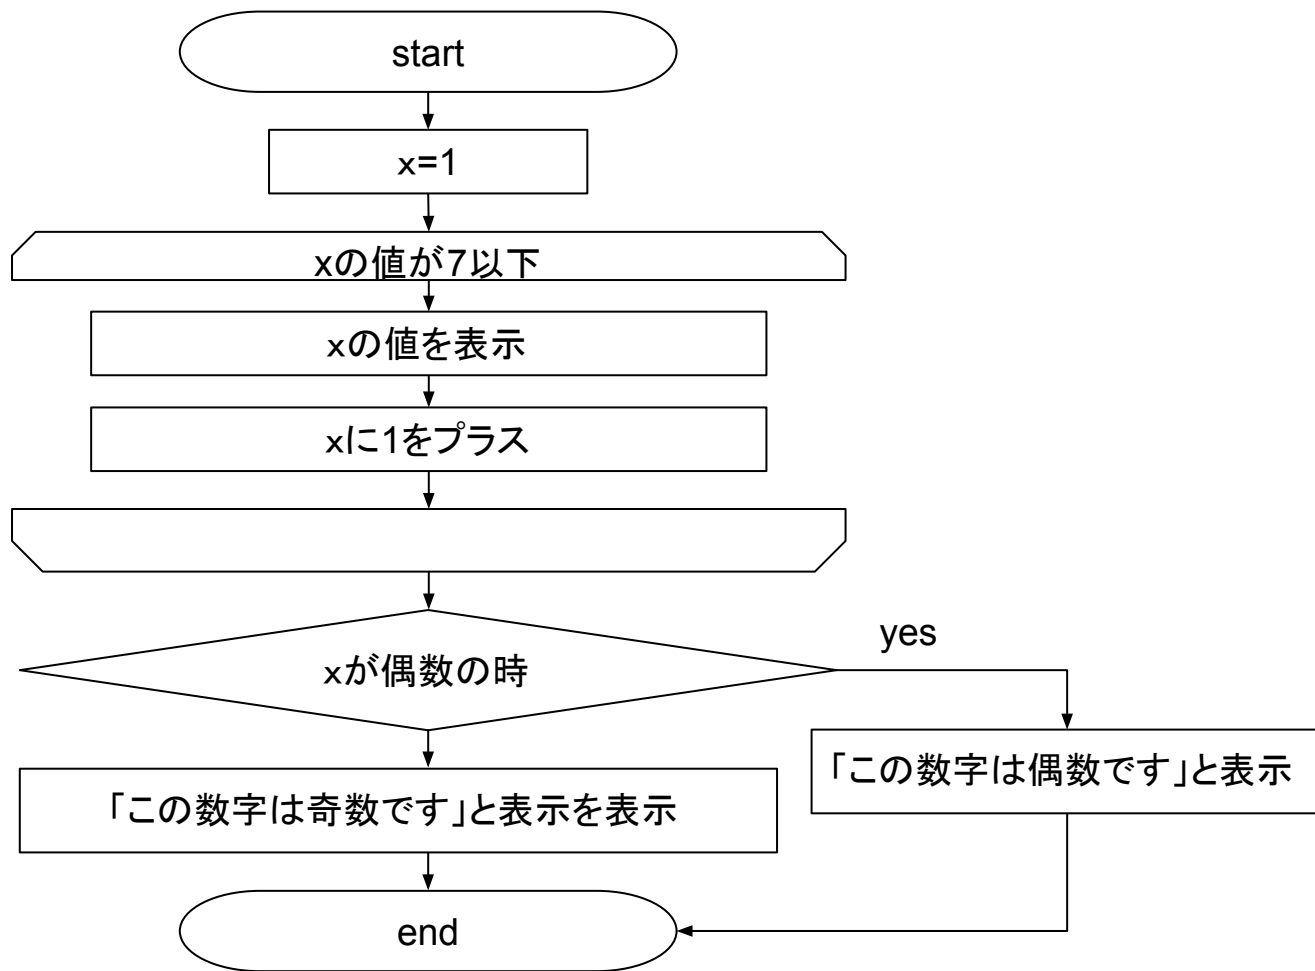 start
x=1
xの値が7以下
xの値を表示
xに1をプラス
xが偶数の時
yes
「この数字は偶数です」と表示
「この数字は奇数です」と表示を表示
end